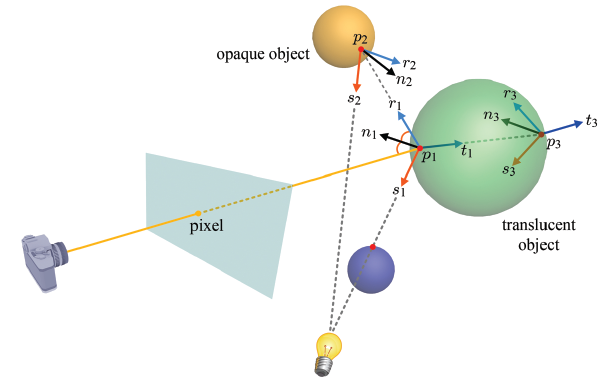 p₂
opaque object
r₂
n₂
s₂
r₁
r₃
n₃
t₃
n₁
p₁
t₁
p₃
s₁
s₃
pixel
translucent
object